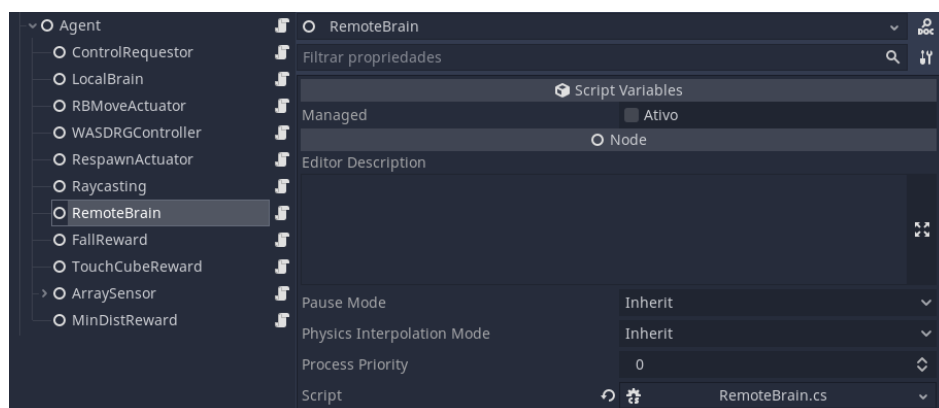 Agent
ControlRequestor
LocalBrain
RBMoveActuator
WASDRGController
RespawnActuator
Raycasting
RemoteBrain
FallReward
TouchCubeReward
ArraySensor
MinDistReward
RemoteBrain
DOC
Filtrar propriedades
Script Variables
Managed Ativo
Node
Editor Description
Pause Mode Inherit
Physics Interpolation Mode Inherit
Process Priority 0
Script RemoteBrain.cs